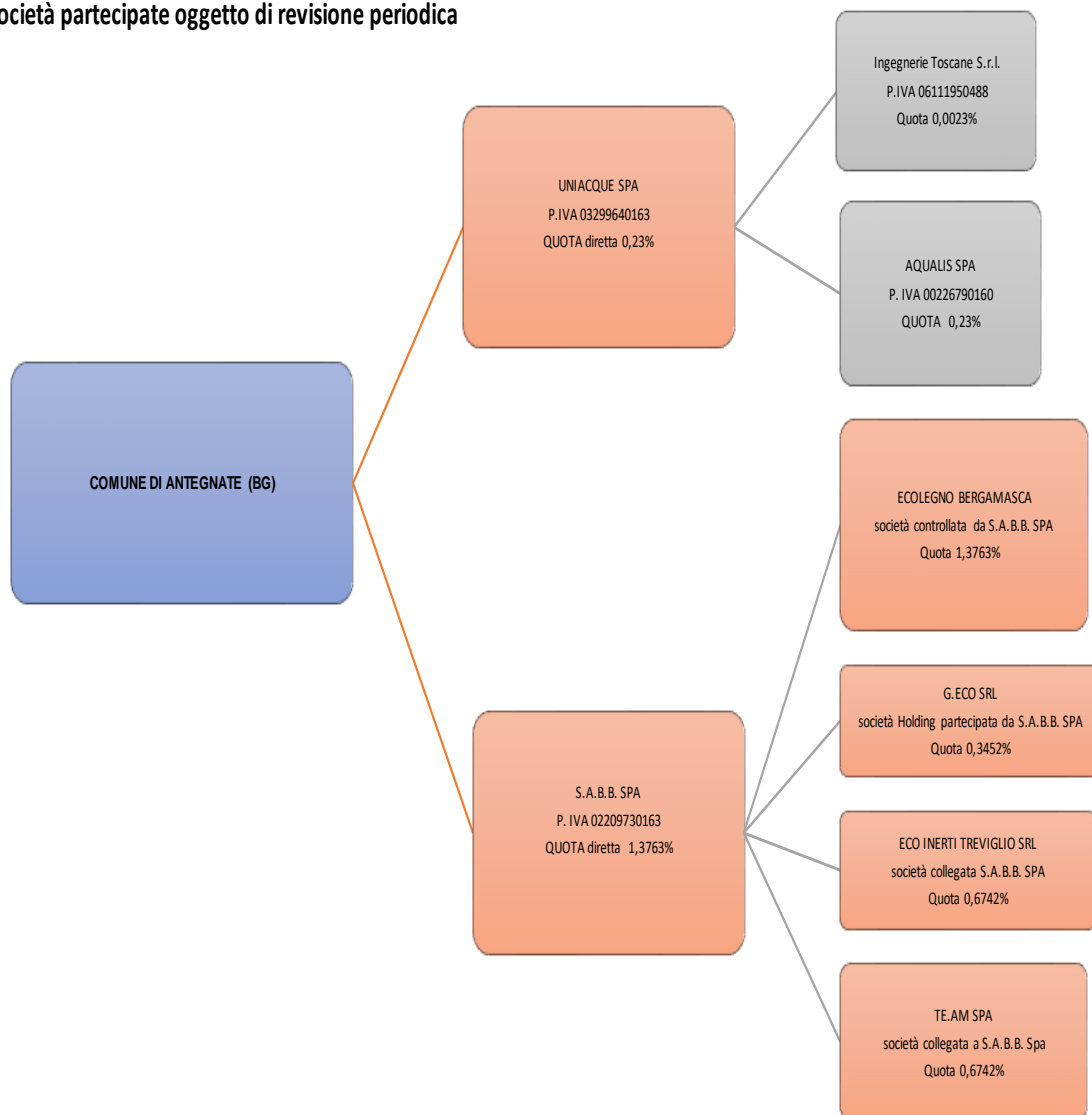 ocietà partecipate oggetto di revisione periodica
Ingegnerie Toscane S.r.l.
P.IVA 06111950488
Quota 0,0023%
UNIACQUE SPA
P.IVA 03299640163
QUOTA diretta 0,23%
AQUALIS SPA
P. IVA 00226790160
QUOTA 0,23%
COMUNE DI ANTEGNATE (BG)
ECOLEGNO BERGAMASCA
società controllata da S.A.B.B. SPA
Quota 1,3763%
G.ECO SRL
società Holding partecipata da S.A.B.B. SPA
Quota 0,3452%
S.A.B.B. SPA
P. IVA 02209730163
QUOTA diretta 1,3763%
ECO INERTI TREVIGLIO SRL
società collegata S.A.B.B. SPA
Quota 0,6742%
TE.AM SPA
società collegata a S.A.B.B. Spa
Quota 0,6742%